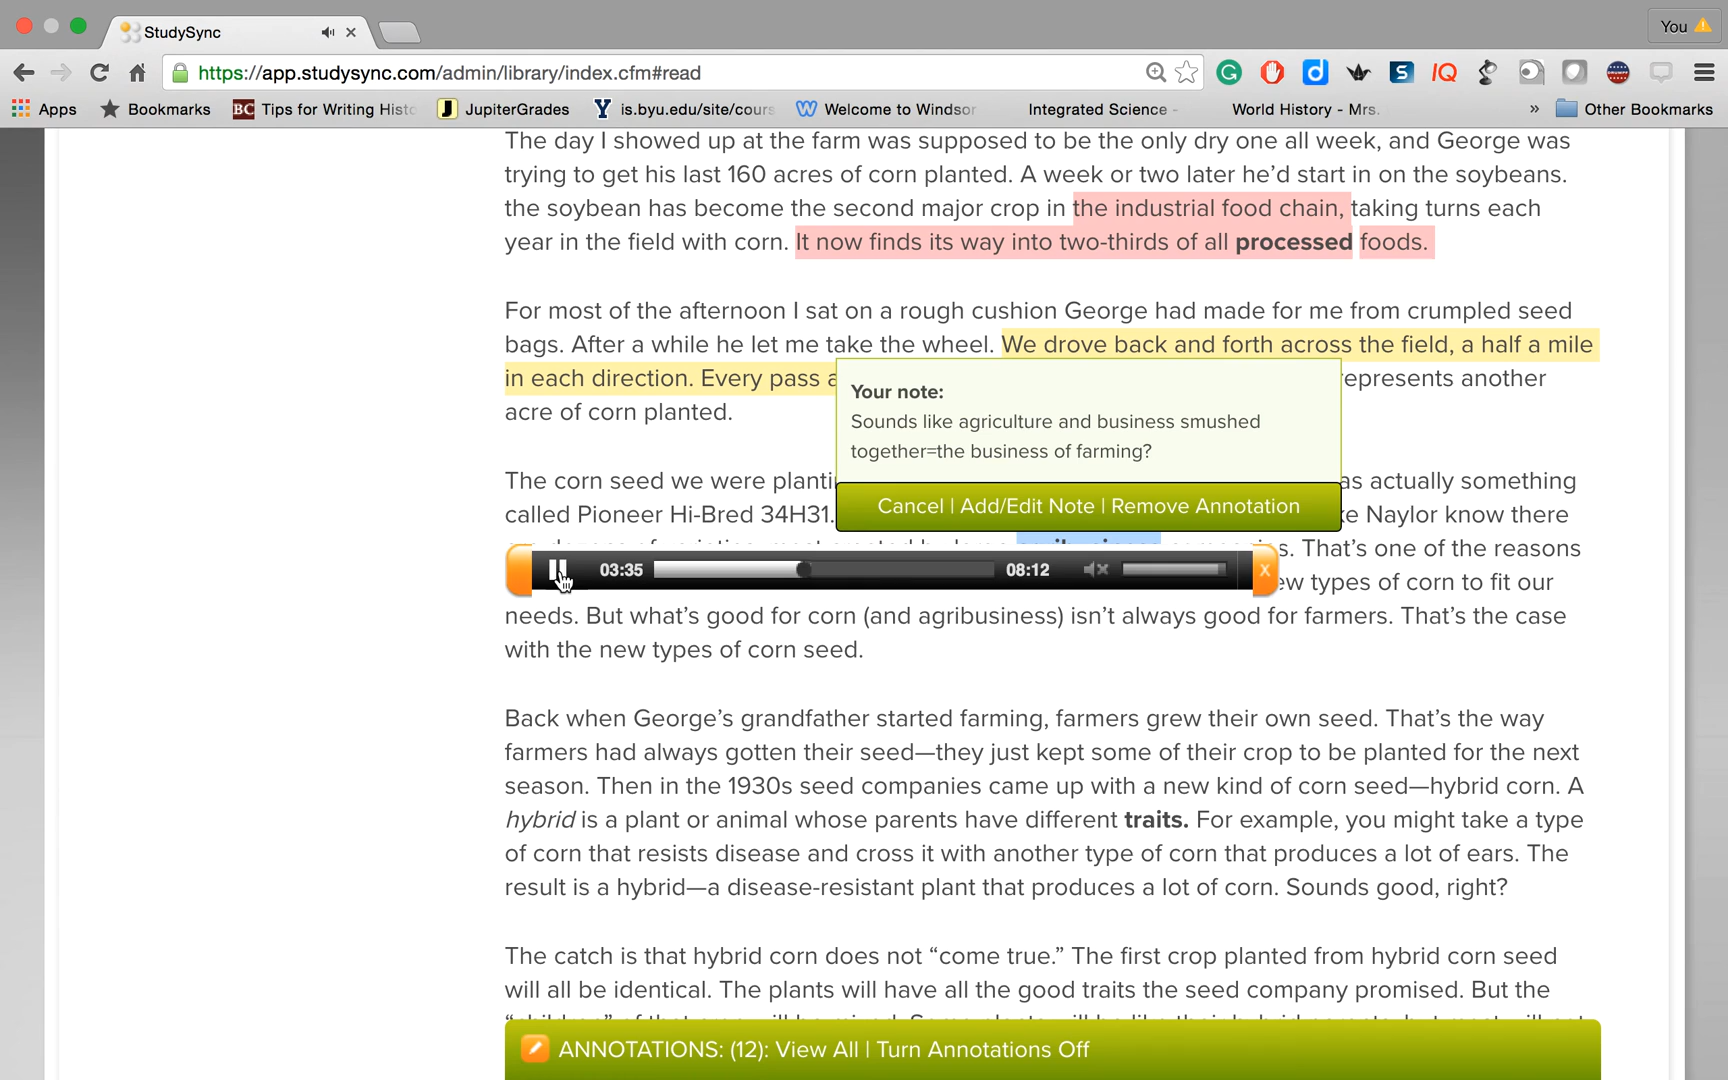 StudySync
You
https://app.studysync.com/admin/library/index.cfm#read
Apps Bookmarks BC Tips for Writing Hist JupiterGrades is.byu.edu/site/cours Welcome to Windsor Integrated Science - World History - Mrs. » Other Bookmarks
The day I showed up at the farm was supposed to be the only dry one all week, and George was
trying to get his last 160 acres of corn planted. A week or two later he’d start in on the soybeans.
the soybean has become the second major crop in the industrial food chain, taking turns each
year in the field with corn. It now finds its way into two-thirds of all processed foods.
For most of the afternoon I sat on a rough cushion George had made for me from crumpled seed
bags. After a while he let me take the wheel. We drove back and forth across the field, a half a mile
in each direction. Every pass represents another
acre of corn planted.
Your note:
Sounds like agriculture and business smushed
together=the business of farming?
Cancel | Add/Edit Note | Remove Annotation
The corn seed we were planti as actually something
called Pioneer Hi-Bred 34H31. ke Naylor know there
s. That’s one of the reasons
03:35 08:12 X
ew types of corn to fit our
needs. But what’s good for corn (and agribusiness) isn’t always good for farmers. That’s the case
with the new types of corn seed.
Back when George’s grandfather started farming, farmers grew their own seed. That’s the way
farmers had always gotten their seed—they just kept some of their crop to be planted for the next
season. Then in the 1930s seed companies came up with a new kind of corn seed—hybrid corn. A
hybrid is a plant or animal whose parents have different traits. For example, you might take a type
of corn that resists disease and cross it with another type of corn that produces a lot of ears. The
result is a hybrid—a disease-resistant plant that produces a lot of corn. Sounds good, right?
The catch is that hybrid corn does not “come true.” The first crop planted from hybrid corn seed
will all be identical. The plants will have all the good traits the seed company promised. But the
ANNOTATIONS: (12): View All | Turn Annotations Off